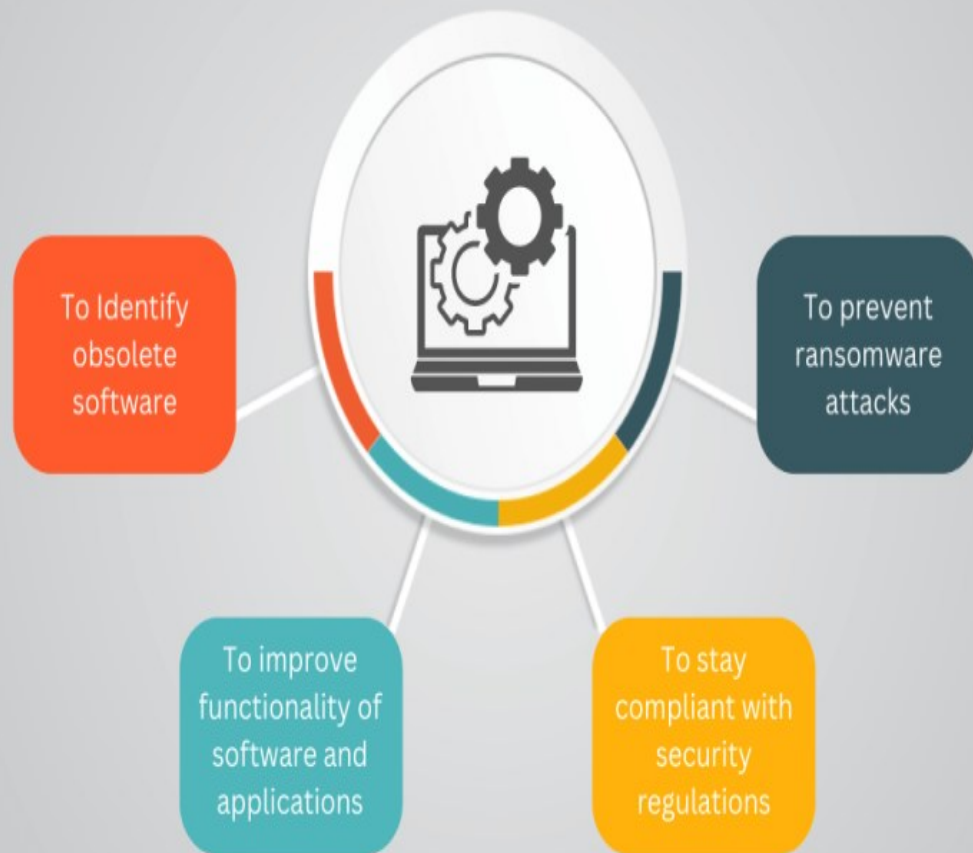 To Identify
obsolete
software
To prevent
ransomware
attacks
To improve
functionality of
software and
applications
To stay
compliant with
security
regulations